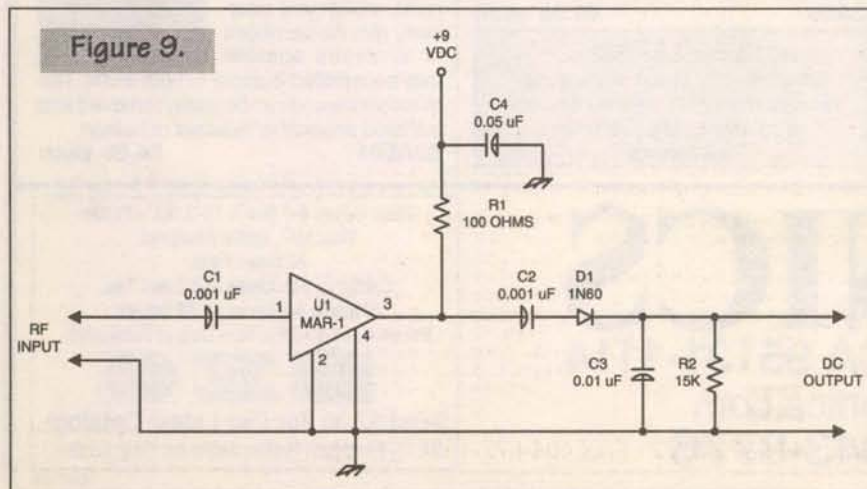 Figure 9.
+9
VDC
C4
0.05 uF
R1
100 OHMS
C1
0.001 uF
1
U1
MAR-1
3
4
2
C2
0.001 uF
D1
1N60
RF
INPUT
C3
0.01 uF
R2
15K
DC
OUTPUT